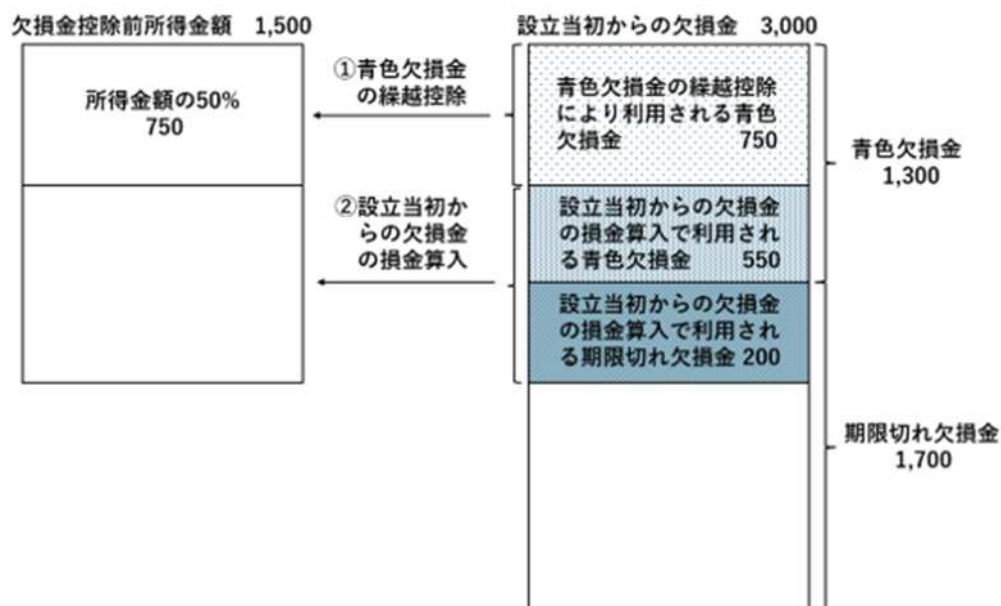 欠損金控除前所得金額 1,500
所得金額の50%
750
①青色欠損金
の繰越控除
②設立当初か
らの欠損金
の損金算入
設立当初からの欠損金 3,000
青色欠損金の繰越控除
により利用される青色
欠損金 750
設立当初からの欠損金
の損金算入で利用され
る青色欠損金 550
設立当初からの欠損金
の損金算入で利用され
る期限切れ欠損金 200
青色欠損金
1,300
期限切れ欠損金
1,700